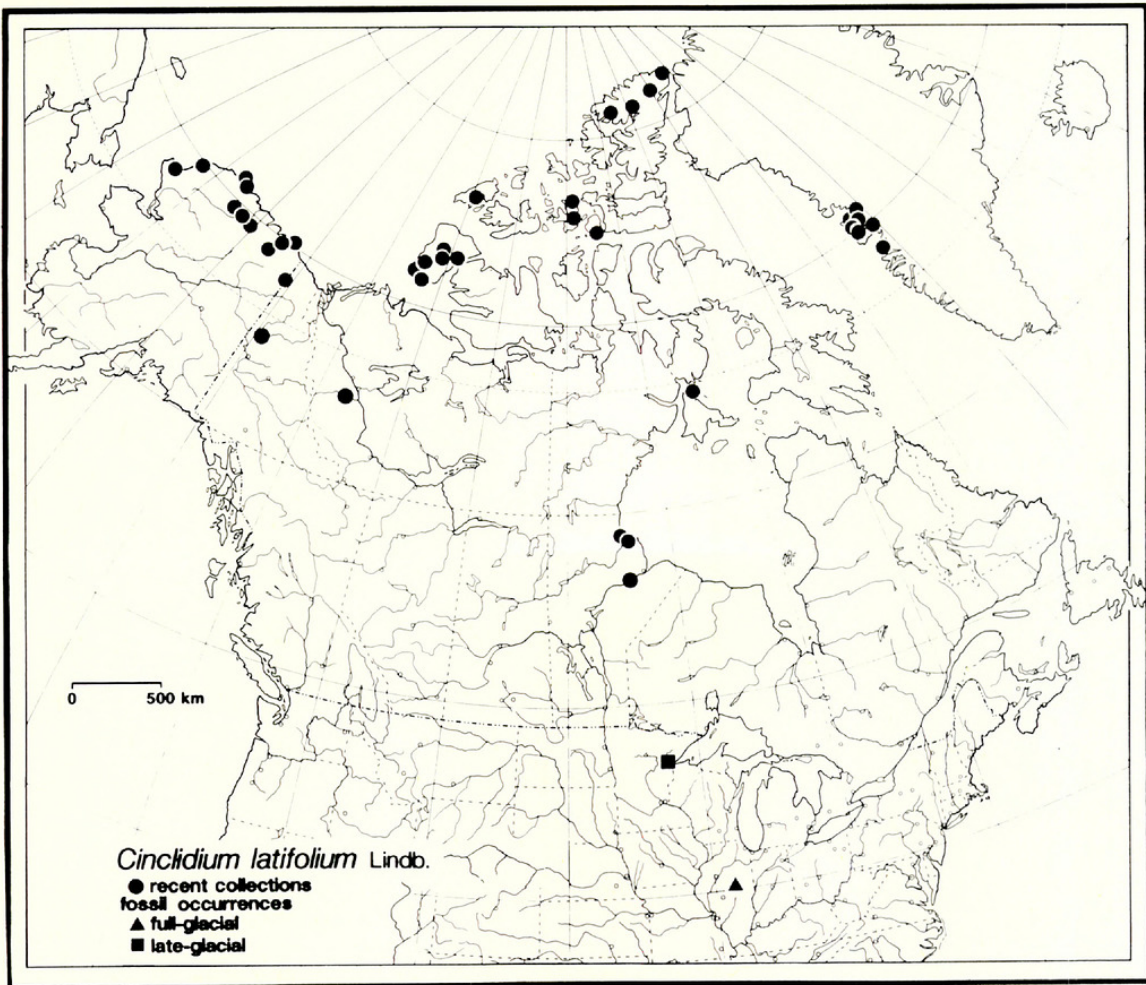 0 500 km
Cinclidium latifolium Lindb.
recent collections
fossil occurrences
full-glacial
late-glacial